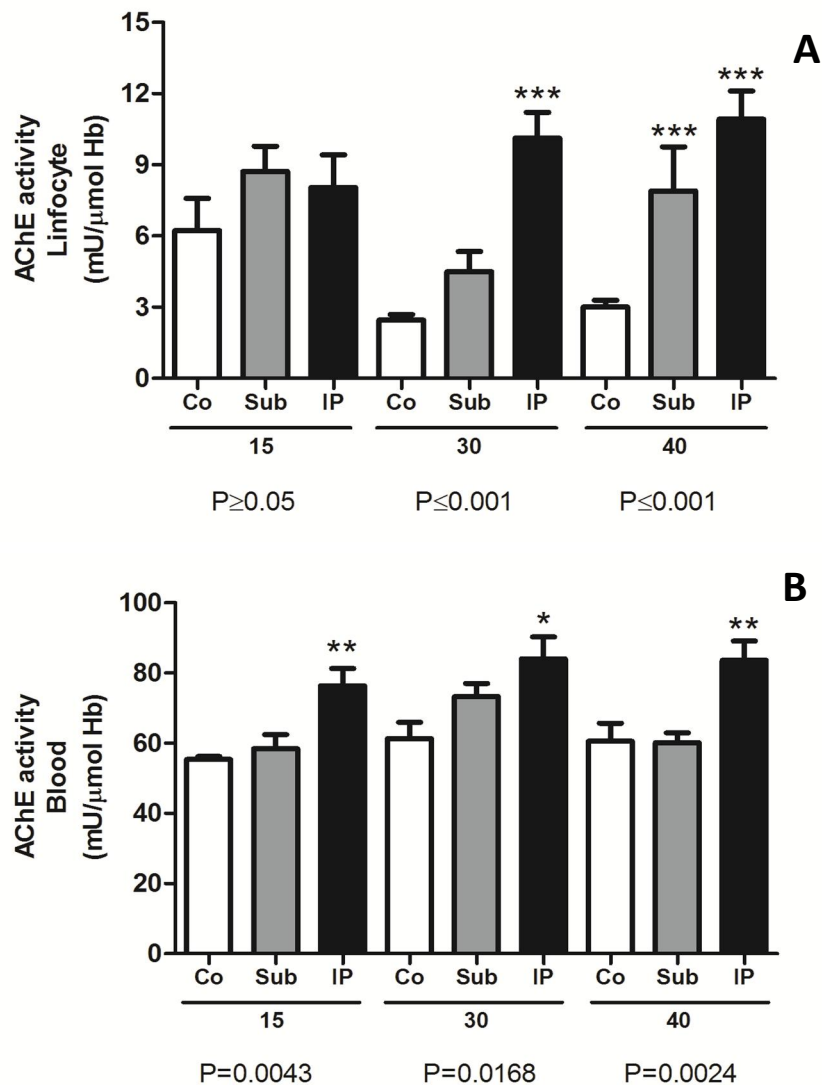 A
AChE activity
Linfocyte
(mU/μmol Hb)
15
12
9
6
3
0
***
***
***
Co Sub IP Co Sub IP Co Sub IP
15 30 40
P≥0.05 P≤0.001 P≤0.001
B
AChE activity
Blood
(mU/μmol Hb)
100
80
60
40
20
0
**
*
**
Co Sub IP Co Sub IP Co Sub IP
15 30 40
P=0.0043 P=0.0168 P=0.0024